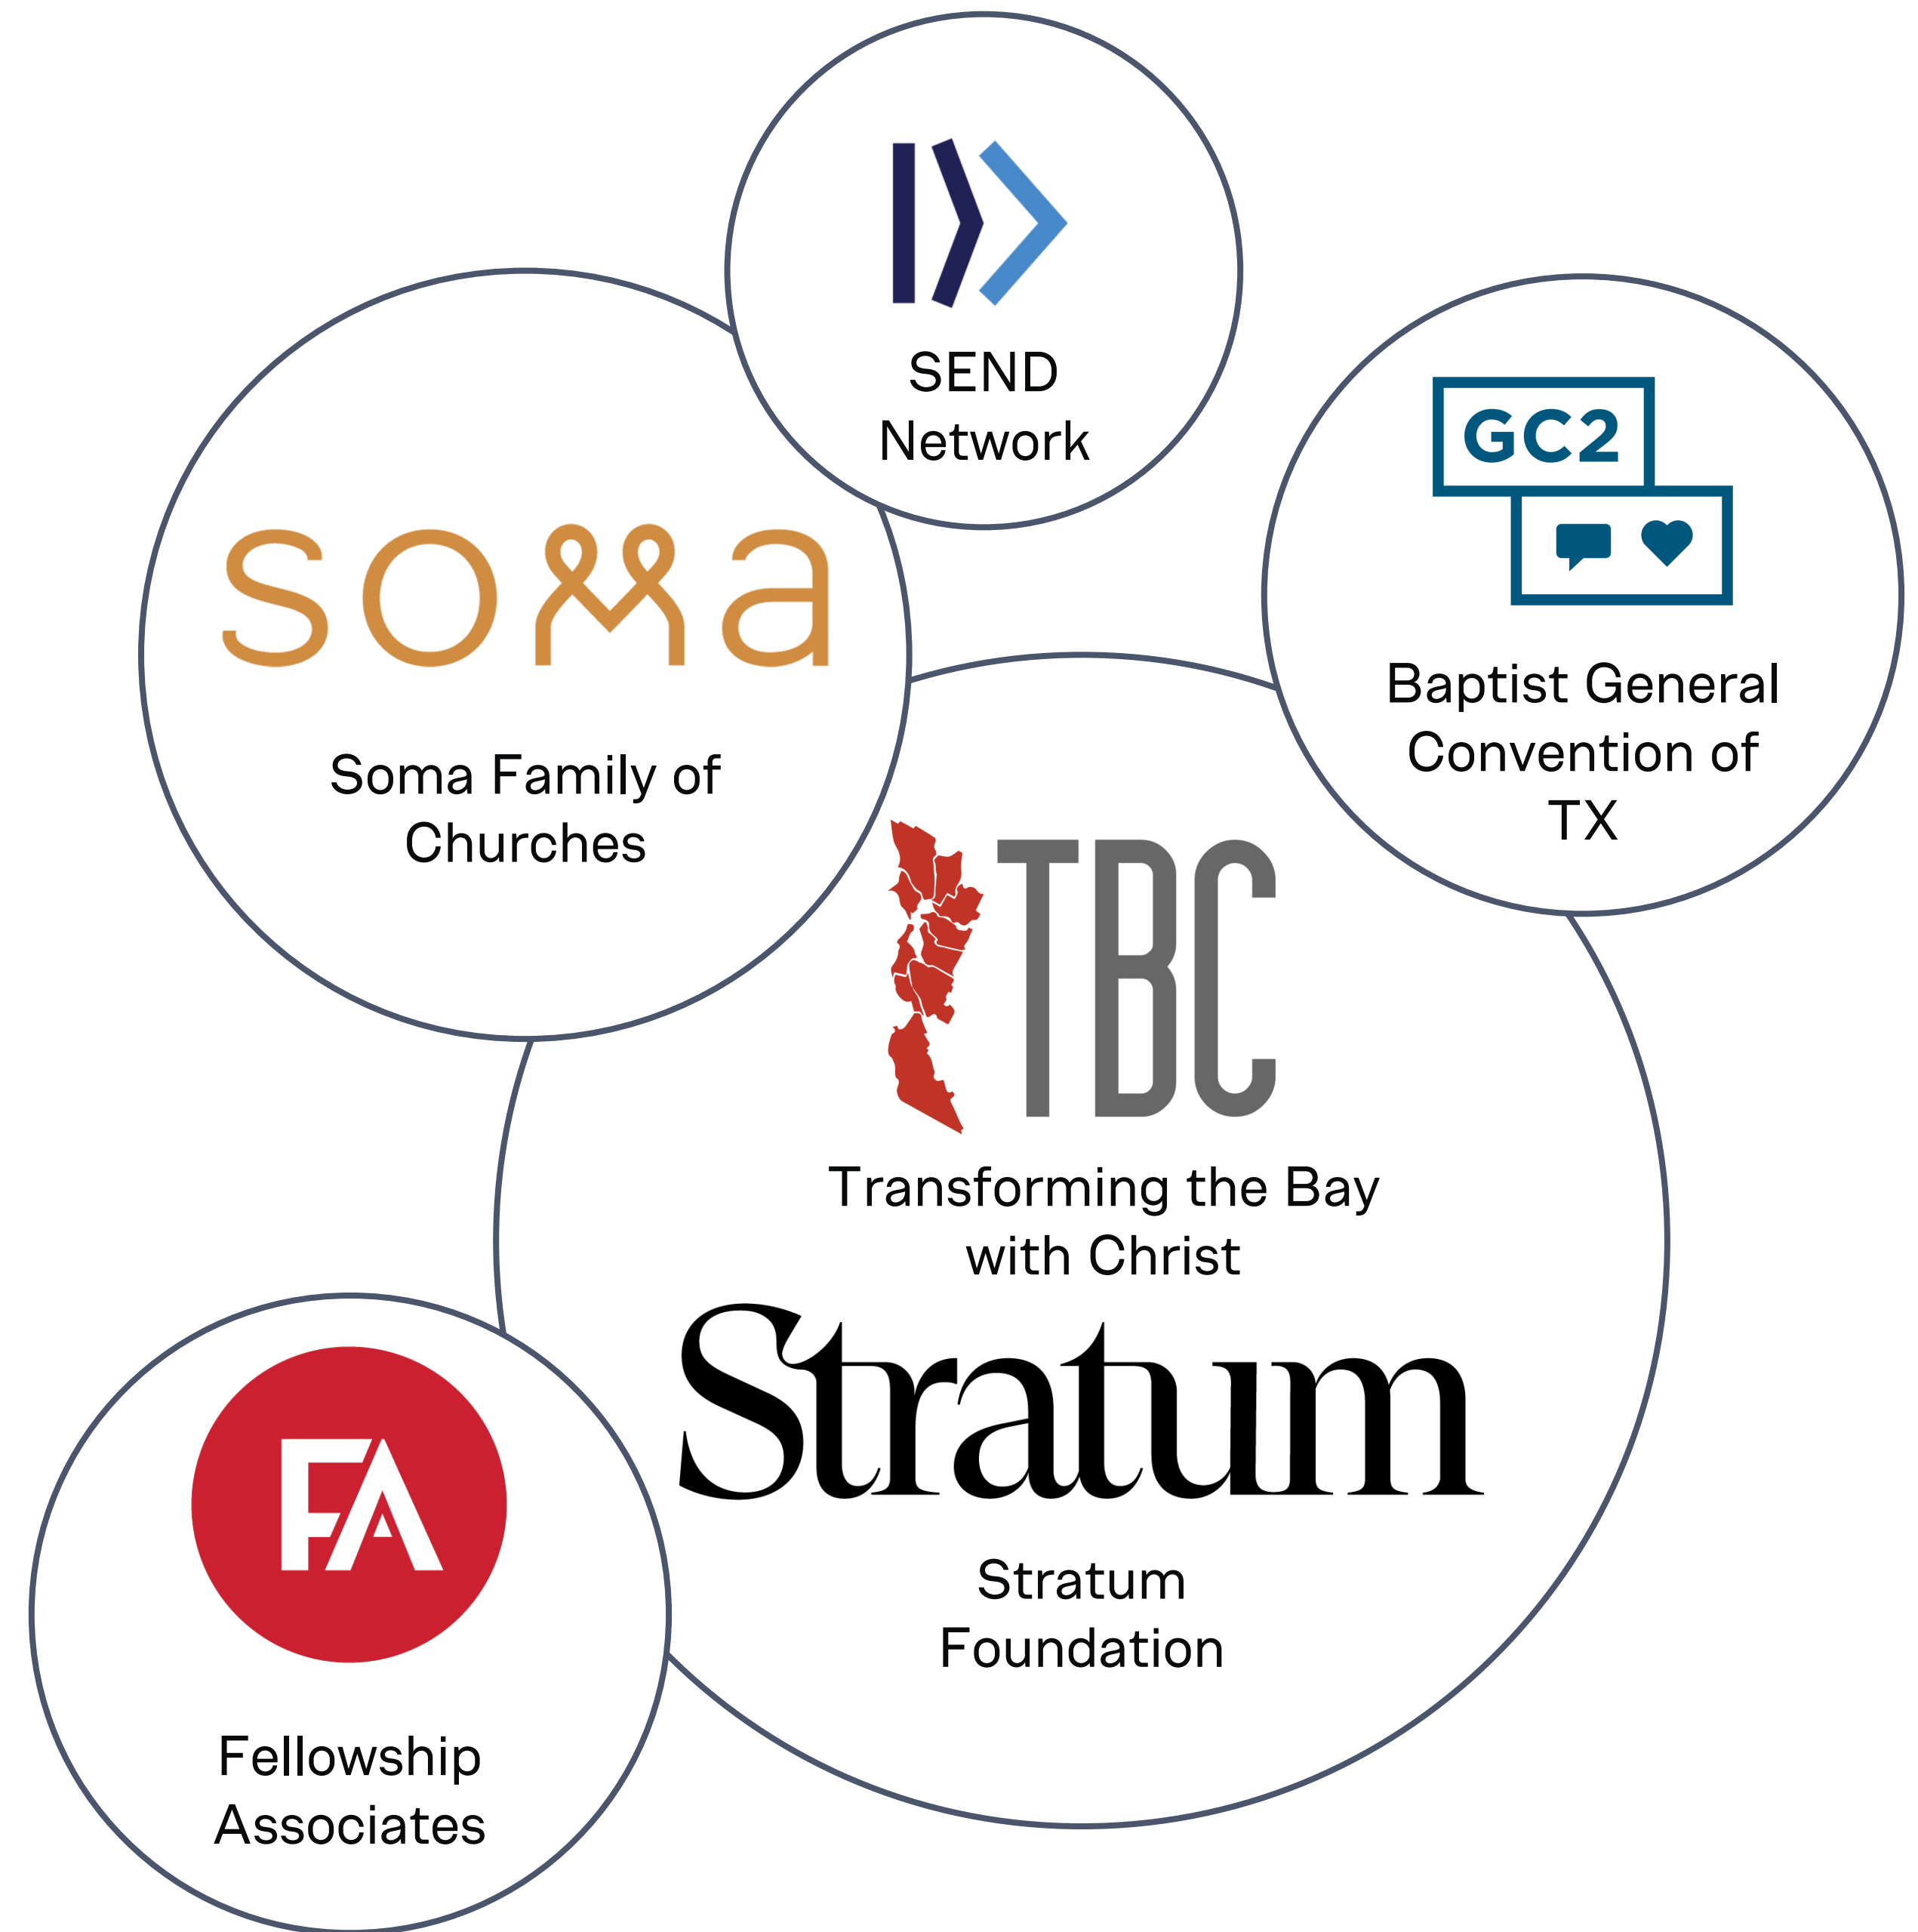 SEND
Network
soma
Soma Family of
Churches
GC2
Baptist General
Convention of
TX
TBC
Transforming the Bay
with Christ
Stratum
Stratum
Foundation
FA
Fellowship
Associates